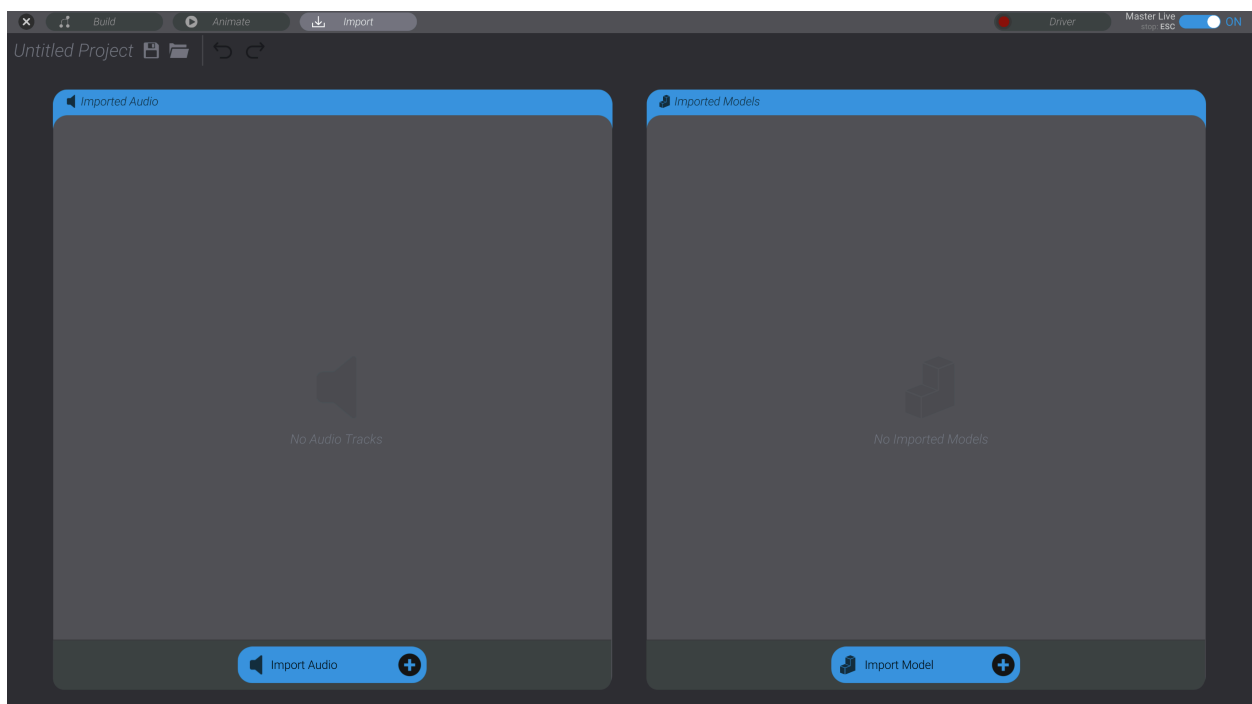 Build
Animate
Import
Driver
Master Live
stop: ESC
ON
Untitled Project
Imported Audio
Imported Models
No Audio Tracks
No Imported Models
Import Audio
Import Model